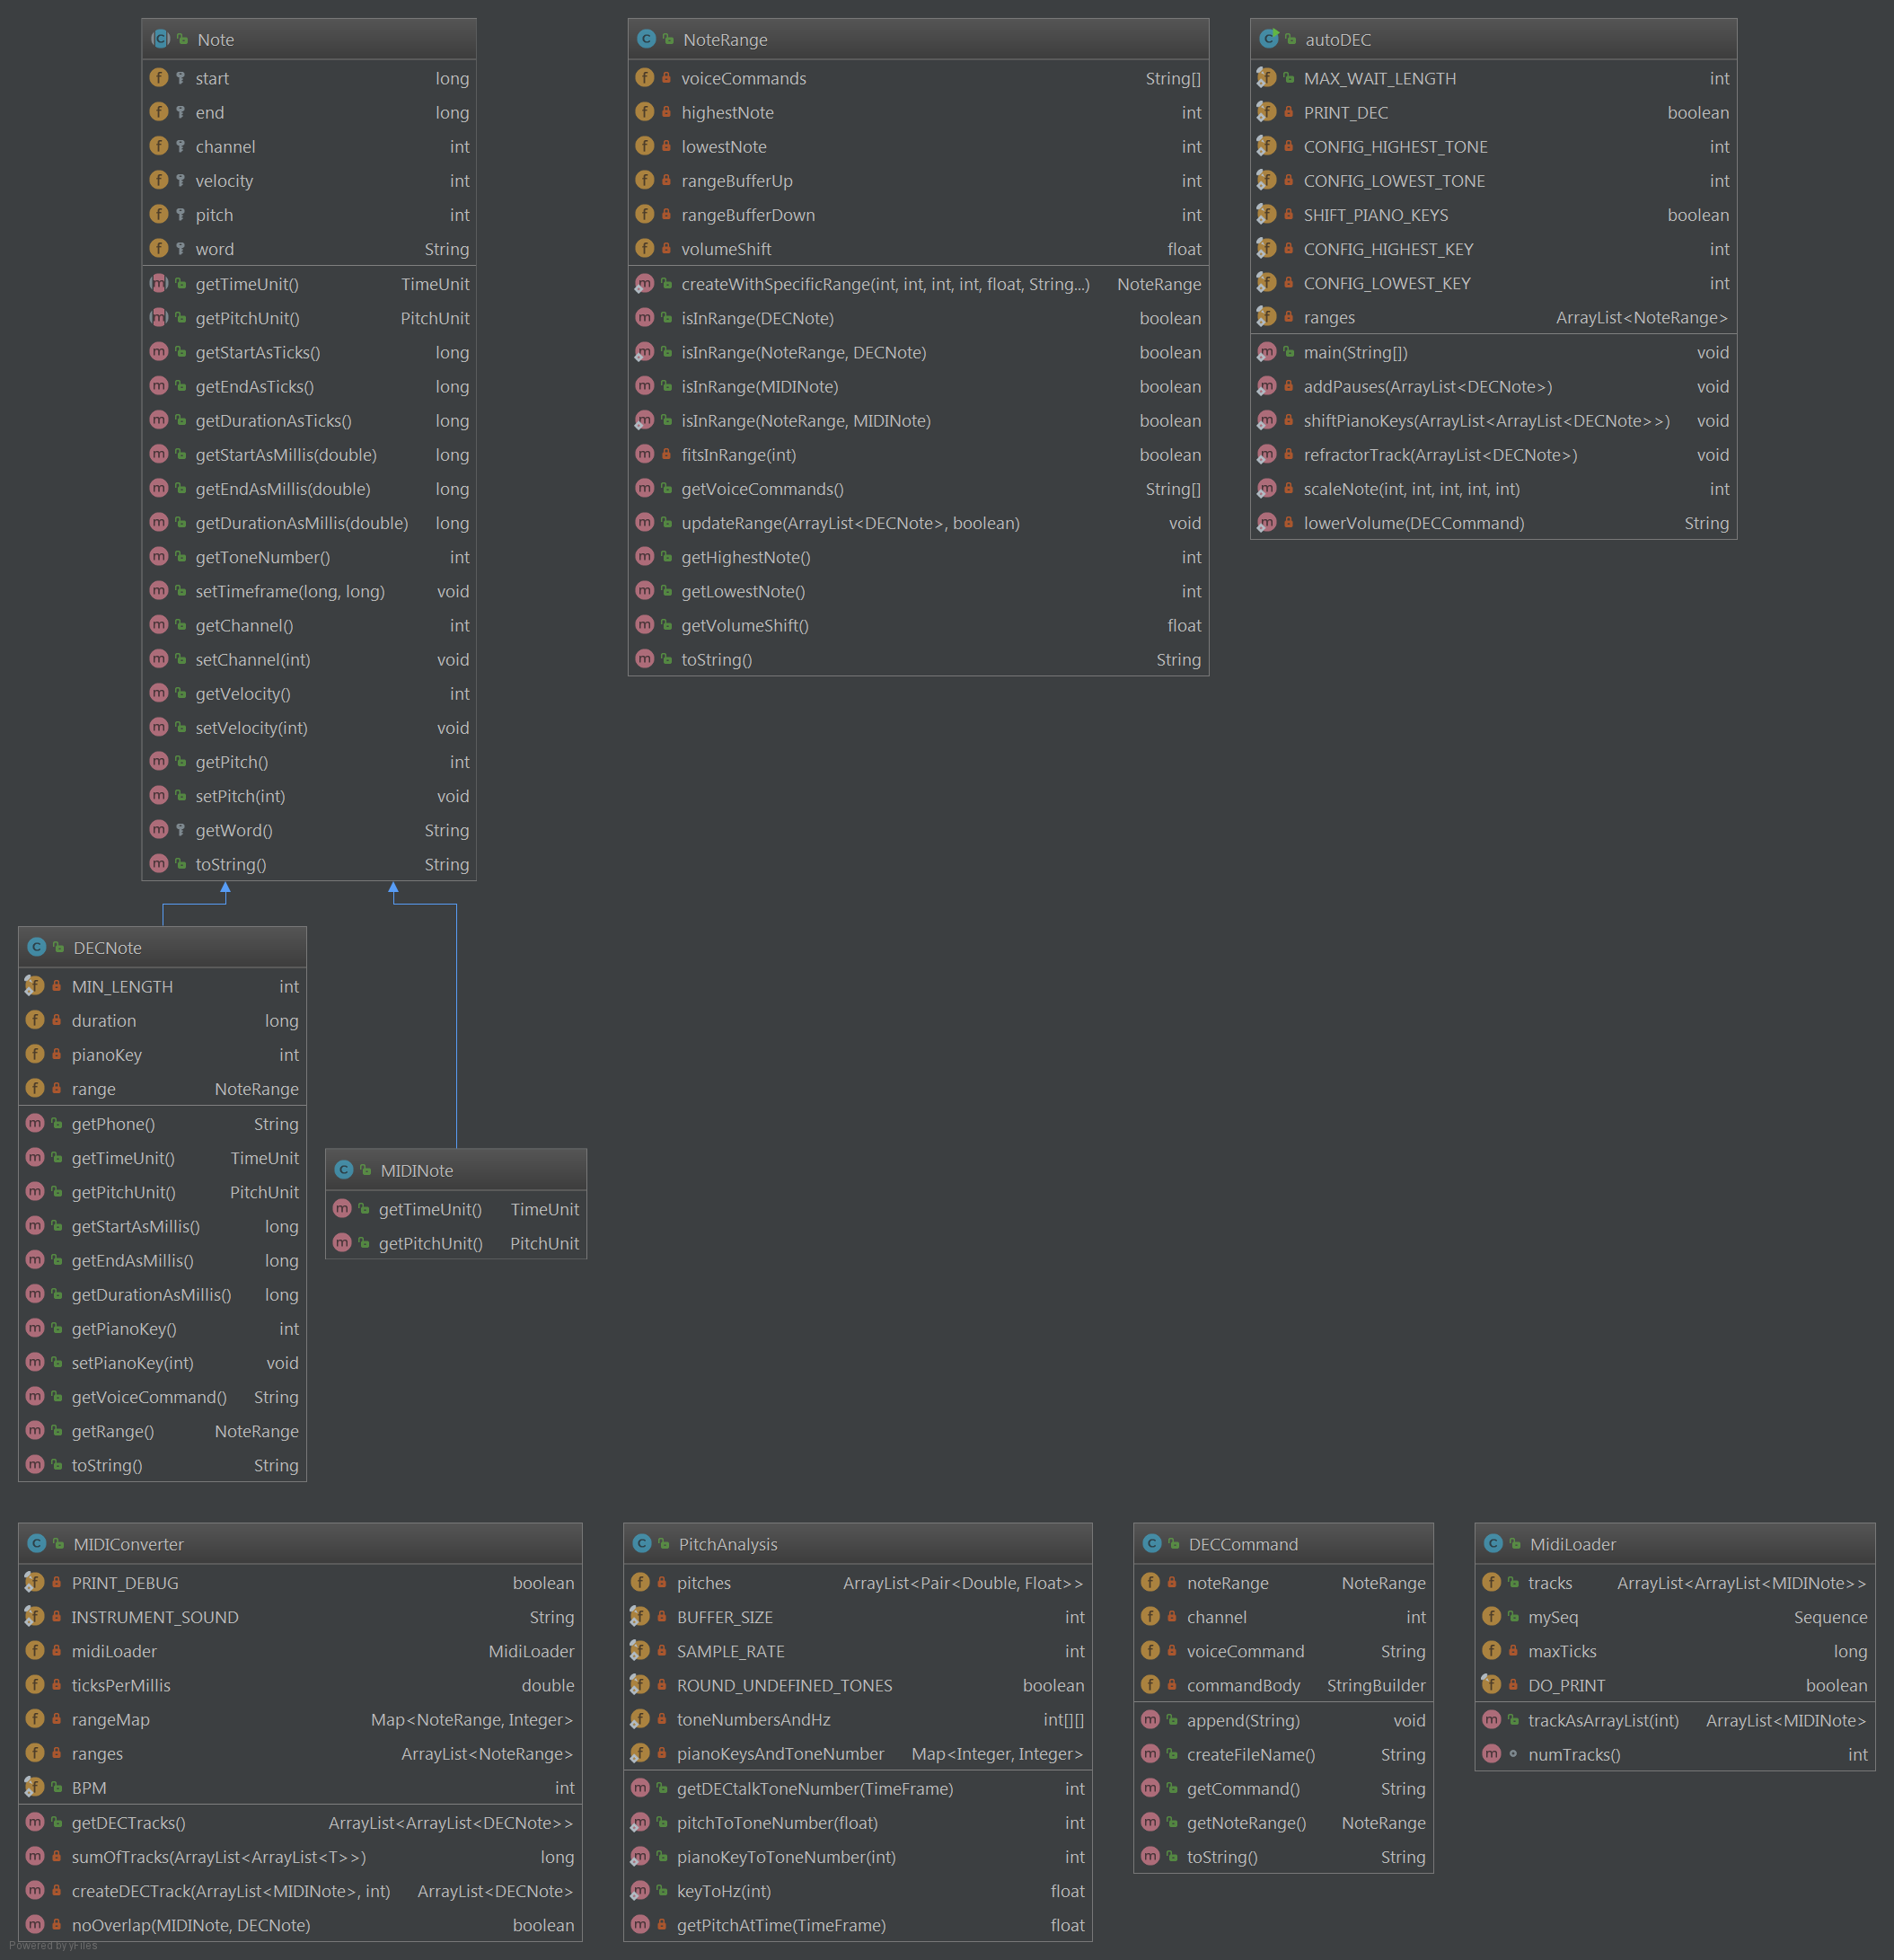 Note
start long
end long
channel int
velocity int
pitch int
word String
getTimeUnit() TimeUnit
getPitchUnit() PitchUnit
getStartAsTicks() long
getEndAsTicks() long
getDurationAsTicks() long
getStartAsMillis(double) long
getEndAsMillis(double) long
getDurationAsMillis(double) long
getToneNumber() int
setTimeframe(long, long) void
getChannel() int
setChannel(int) void
getVelocity() int
setVelocity(int) void
getPitch() int
setPitch(int) void
getWord() String
toString() String
NoteRange
voiceCommands String[]
highestNote int
lowestNote int
rangeBufferUp int
rangeBufferDown int
volumeShift float
createWithSpecificRange(int, int, int, int, float, String...) NoteRange
isInRange(DECNote) boolean
isInRange(NoteRange, DECNote) boolean
isInRange(MIDINote) boolean
isInRange(NoteRange, MIDINote) boolean
fitsInRange(int) boolean
getVoiceCommands() String[]
updateRange(ArrayList<DECNote>, boolean) void
getHighestNote() int
getLowestNote() int
getVolumeShift() float
toString() String
autoDEC
MAX_WAIT_LENGTH int
PRINT_DEC boolean
CONFIG_HIGHEST_TONE int
CONFIG_LOWEST_TONE int
SHIFT_PIANO_KEYS boolean
CONFIG_HIGHEST_KEY int
CONFIG_LOWEST_KEY int
ranges ArrayList<NoteRange>
main(String[]) void
addPauses(ArrayList<DECNote>) void
shiftPianoKeys(ArrayList<ArrayList<DECNote>>) void
refractorTrack(ArrayList<DECNote>) void
scaleNote(int, int, int, int, int) int
lowerVolume(DECCommand) String
DECNote
MIN_LENGTH int
duration long
pianoKey int
range NoteRange
getPhone() String
getTimeUnit() TimeUnit
getPitchUnit() PitchUnit
getStartAsMillis() long
getEndAsMillis() long
getDurationAsMillis() long
getPianoKey() int
setPianoKey(int) void
getVoiceCommand() String
getRange() NoteRange
toString() String
MIDINote
getTimeUnit() TimeUnit
getPitchUnit() PitchUnit
MIDIConverter
PRINT_DEBUG boolean
INSTRUMENT_SOUND String
midiLoader MidiLoader
ticksPerMillis double
rangeMap Map<NoteRange, Integer>
ranges ArrayList<NoteRange>
BPM int
getDECTracks() ArrayList<ArrayList<DECNote>>
sumOfTracks(ArrayList<ArrayList<T>>) long
createDECTrack(ArrayList<MIDINote>, int) ArrayList<DECNote>
noOverlap(MIDINote, DECNote) boolean
PitchAnalysis
pitches ArrayList<Pair<Double, Float>>
BUFFER_SIZE int
SAMPLE_RATE int
ROUND_UNDEFINED_TONES boolean
toneNumbersAndHz int[][]
pianoKeysAndToneNumber Map<Integer, Integer>
getDECtalkToneNumber(TimeFrame) int
pitchToToneNumber(float) int
pianoKeyToToneNumber(int) int
keyToHz(int) float
getPitchAtTime(TimeFrame) float
DECCommand
noteRange NoteRange
channel int
voiceCommand String
commandBody StringBuilder
append(String) void
createFileName() String
getCommand() String
getNoteRange() NoteRange
toString() String
MidiLoader
tracks ArrayList<ArrayList<MIDINote>>
mySeq Sequence
maxTicks long
DO_PRINT boolean
trackAsArrayList(int) ArrayList<MIDINote>
numTracks() int
Powered by yFiles